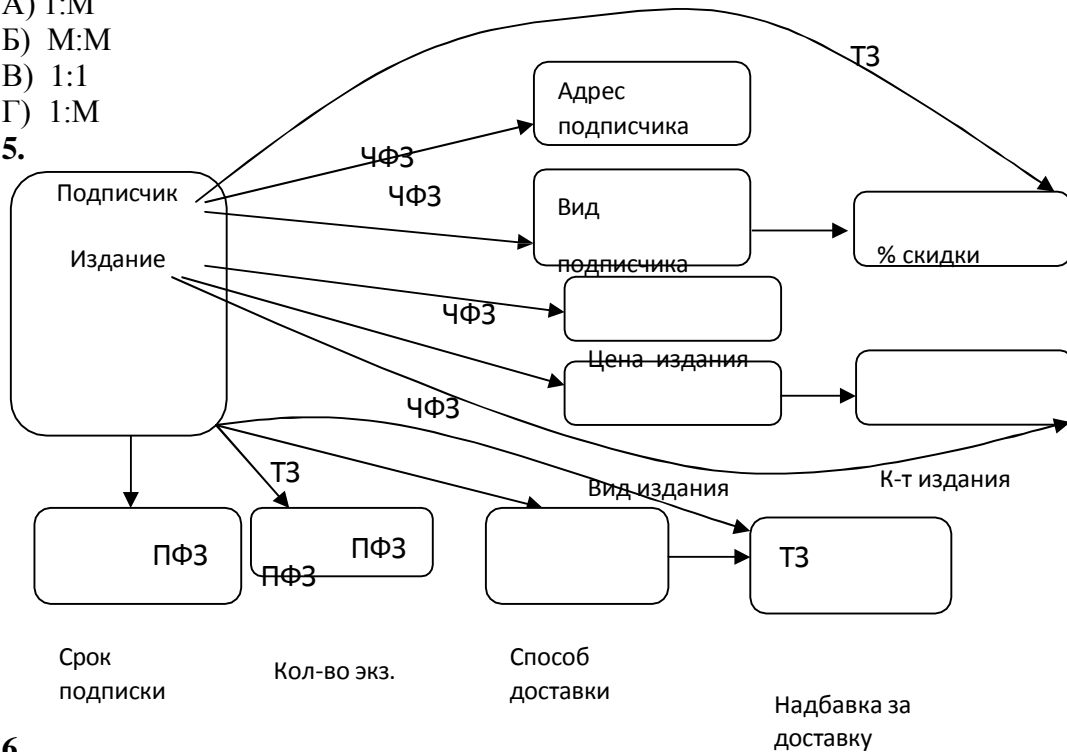 А) 1:М
Б) М:М
В) 1:1
Г) 1:М
5.
ТЗ
Адрес
подписчика
ЧФЗ
Подписчик
ЧФЗ
Вид
подписчика
% скидки
Издание
ЧФЗ
Цена издания
ЧФЗ
ТЗ
Вид издания
К-т издания
ПФЗ
ПФЗ
ПФЗ
ТЗ
Срок
подписки
Кол-во экз.
Способ
доставки
Надбавка за
доставку
6